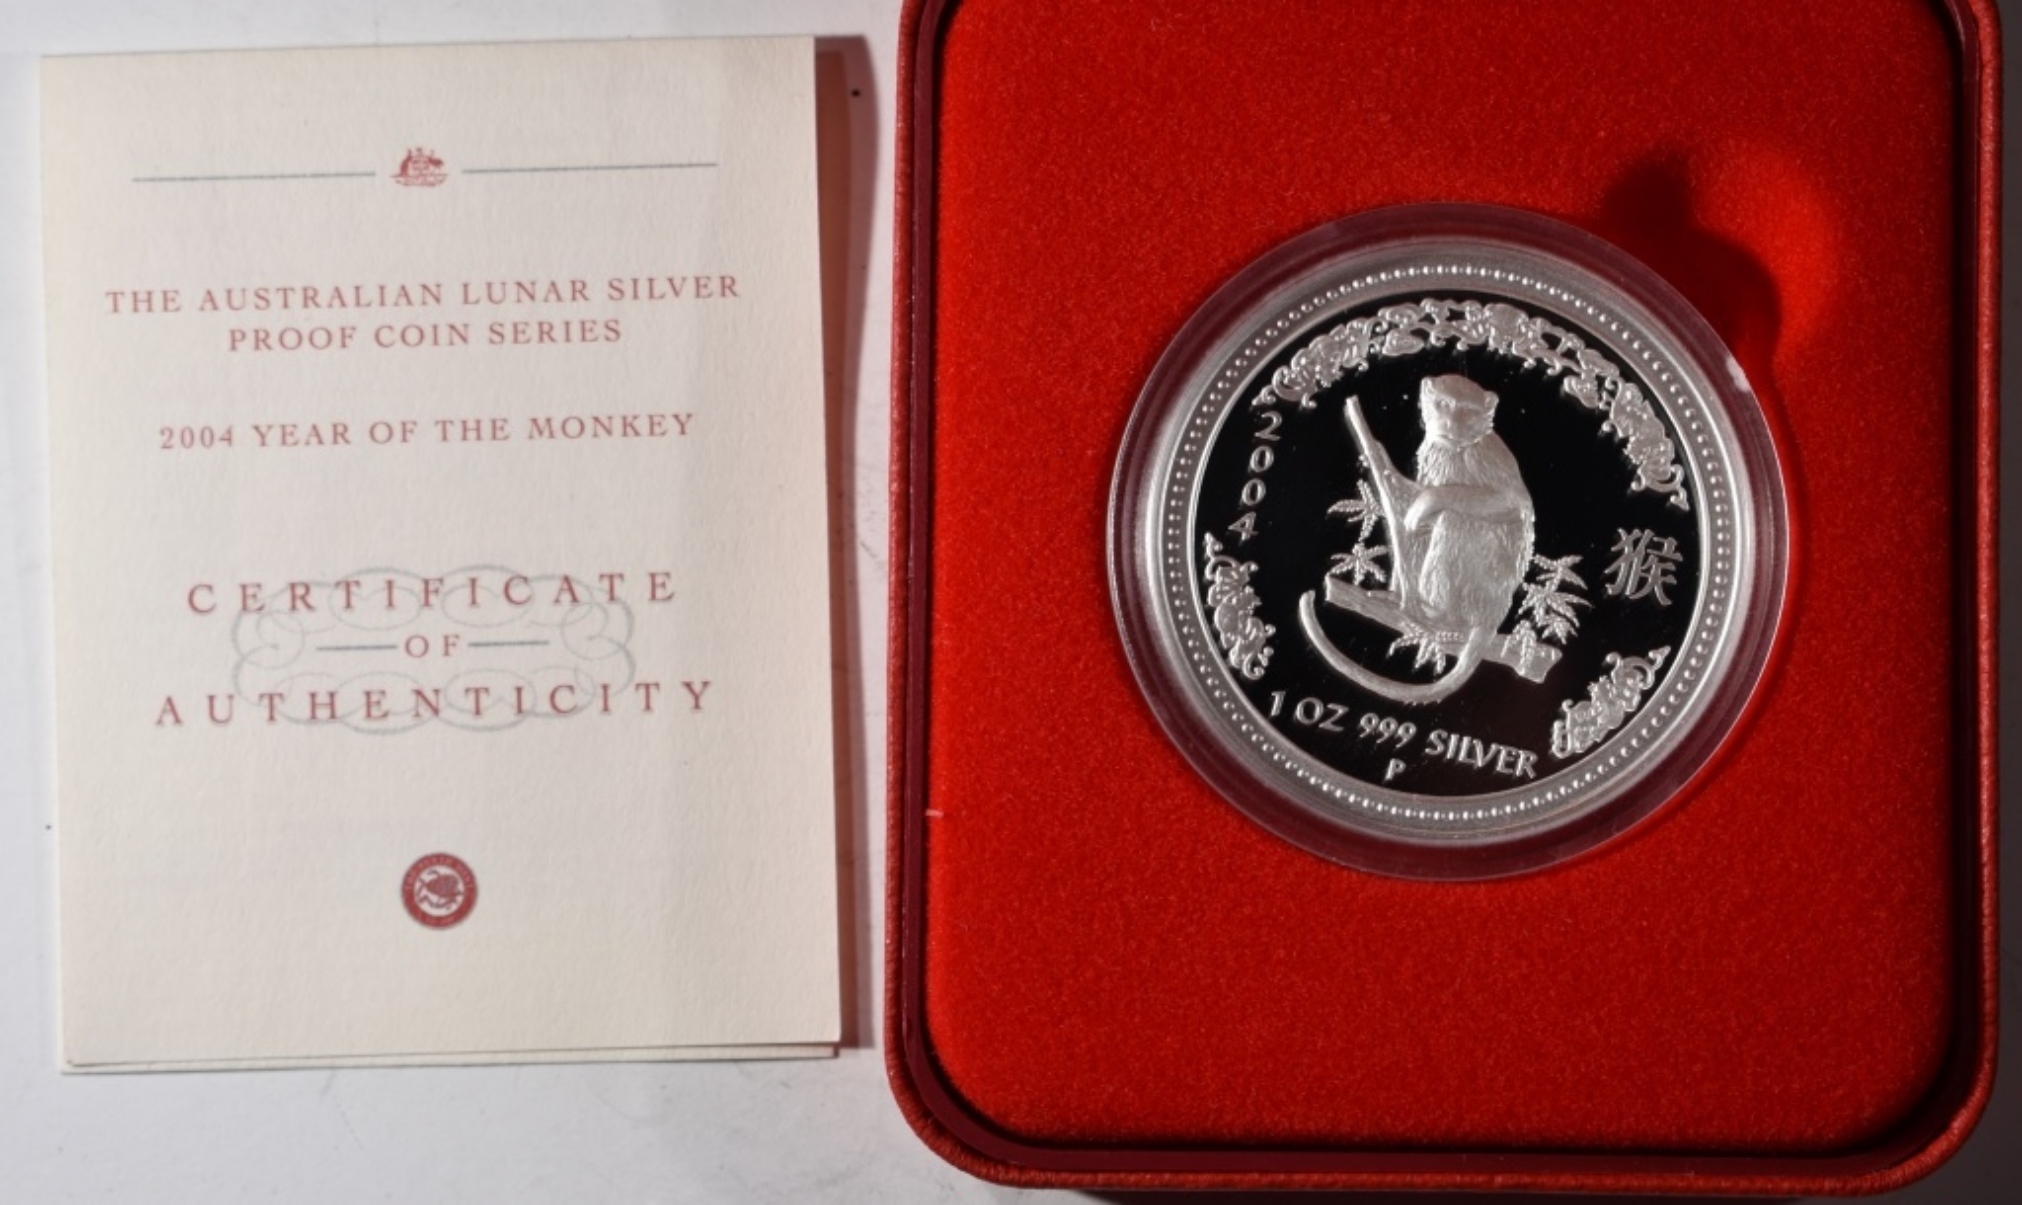 THE AUSTRALIAN LUNAR SILVER
PROOF COIN SERIES
2004 YEAR OF THE MONKEY
CERTIFICATE
OF
AUTHENTICITY
2004
猴
1 OZ 999 SILVER
P